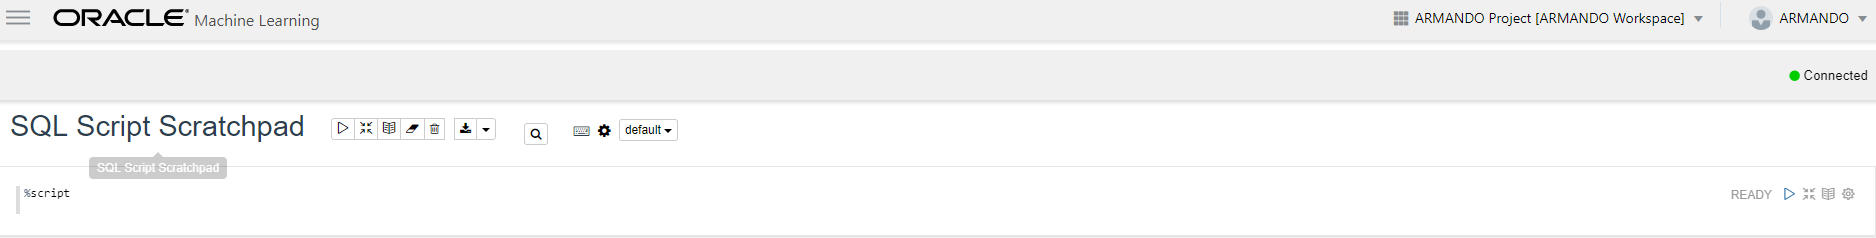 ORACLE® Machine Learning ARMANDO Project [ARMANDO Workspace] ARMANDO
Connected
SQL Script Scratchpad default
SQL Script Scratchpad
%script READY